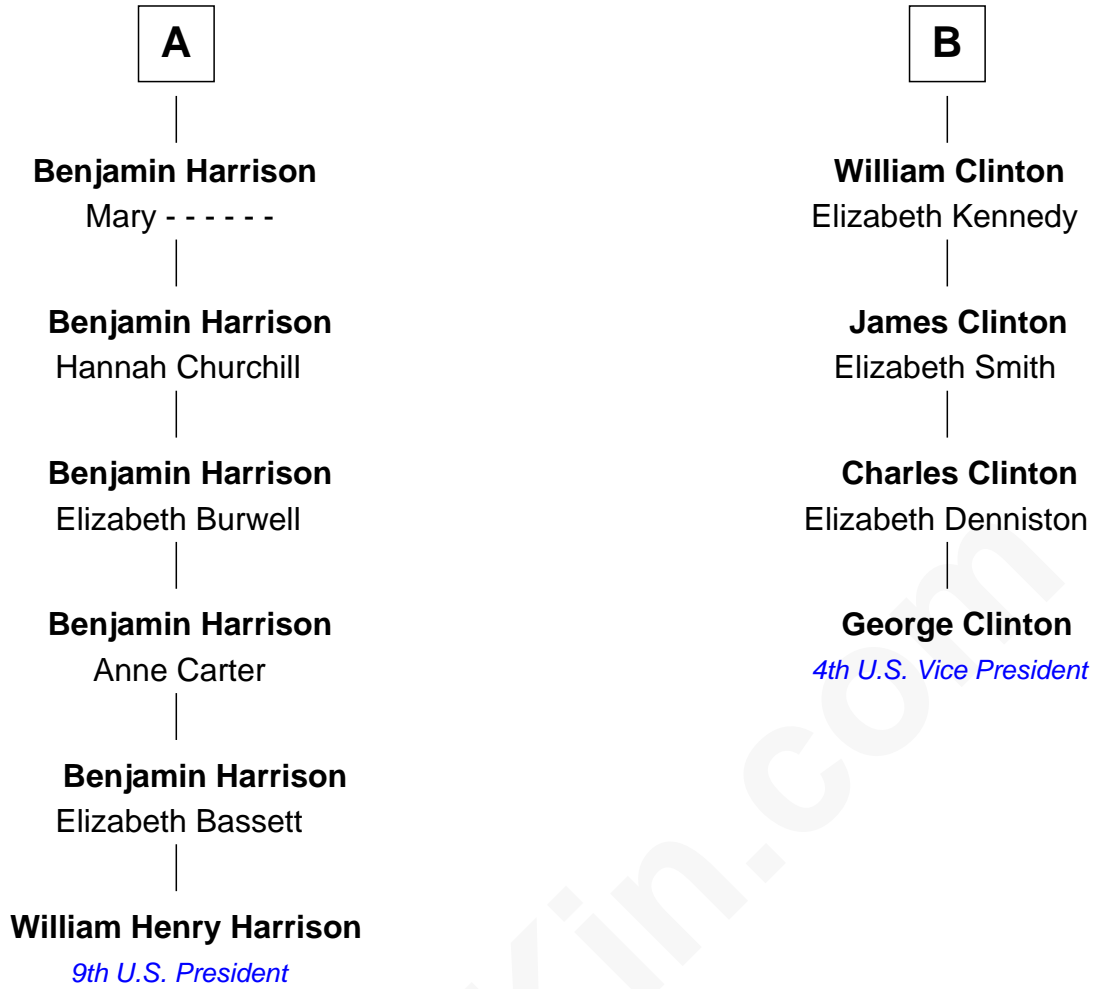 A
Benjamin Harrison
Mary - - - - - -
Benjamin Harrison
Hannah Churchill
Benjamin Harrison
Elizabeth Burwell
Benjamin Harrison
Anne Carter
Benjamin Harrison
Elizabeth Bassett
William Henry Harrison
9th U.S. President
B
William Clinton
Elizabeth Kennedy
James Clinton
Elizabeth Smith
Charles Clinton
Elizabeth Denniston
George Clinton
4th U.S. Vice President
Kin.com